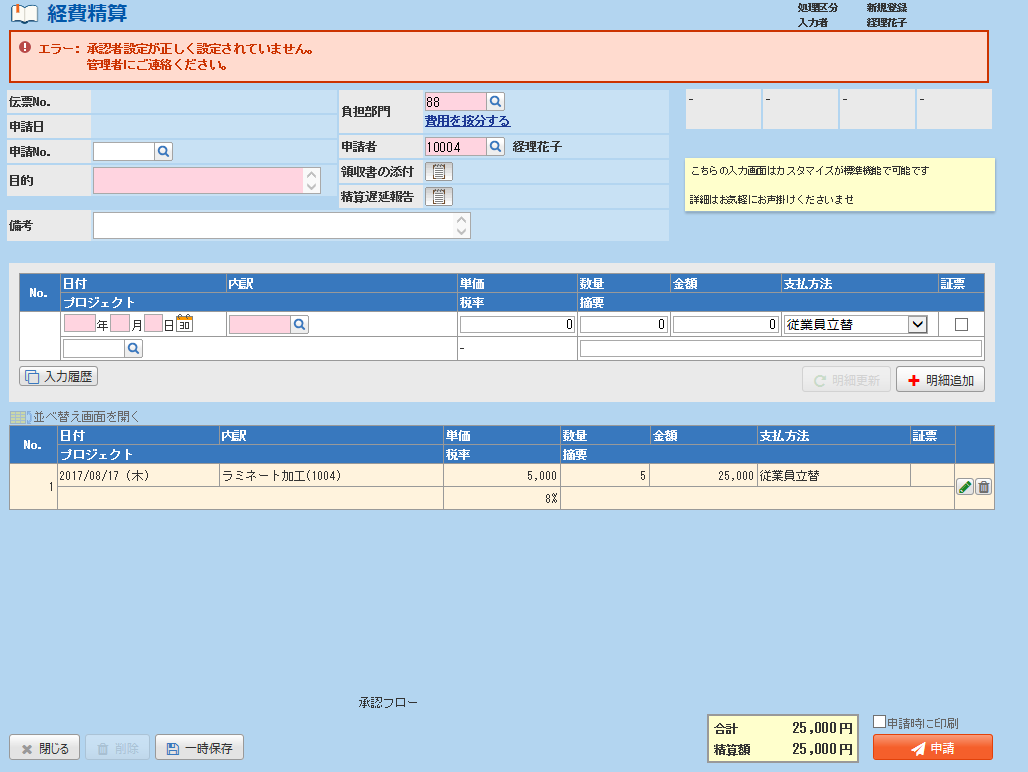 経費精算
処理区分 新規登録
入力者 経理花子
エラー： 承認者設定が正しく設定されていません。
管理者にご連絡ください。
伝票No.
申請日
申請No.
目的
備考
負担部門 88
費用を按分する
申請者 10004 経理花子
領収書の添付
精算遅延報告
- - - -
こちらの入力画面はカスタマイズが標準機能で可能です
詳細はお気軽にお声掛けくださいませ
No. 日付 内訳 単価 数量 金額 支払方法 証票
プロジェクト 税率 摘要
年 月 日 30 0 0 0 従業員立替
-
入力履歴 明細更新 明細追加
並べ替え画面を開く
No. 日付 内訳 単価 数量 金額 支払方法 証票
プロジェクト 税率 摘要
1 2017/08/17（木） ラミネート加工(1004) 5,000 5 25,000 従業員立替
8%
承認フロー
合計 25,000円
精算額 25,000円
申請時に印刷
閉じる 削除 一時保存 申請